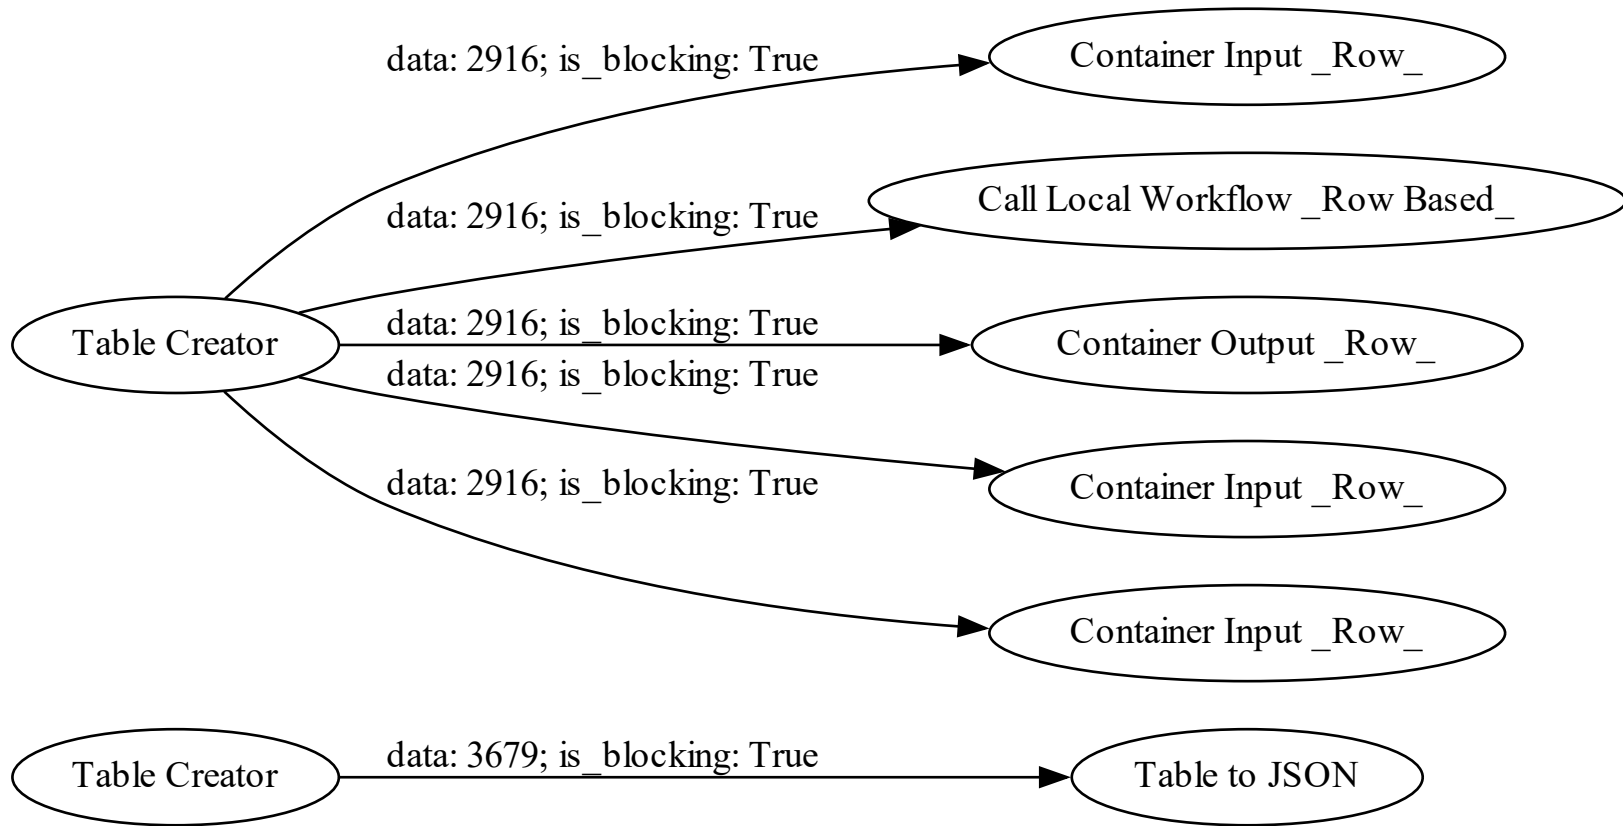 data: 2916; is_blocking: True
Container Input _Row_
data: 2916; is_blocking: True
Call Local Workflow _Row Based_
Table Creator
data: 2916; is_blocking: True
Container Output _Row_
data: 2916; is_blocking: True
Container Input _Row_
data: 2916; is_blocking: True
Container Input _Row_
Table Creator
data: 3679; is_blocking: True
Table to JSON